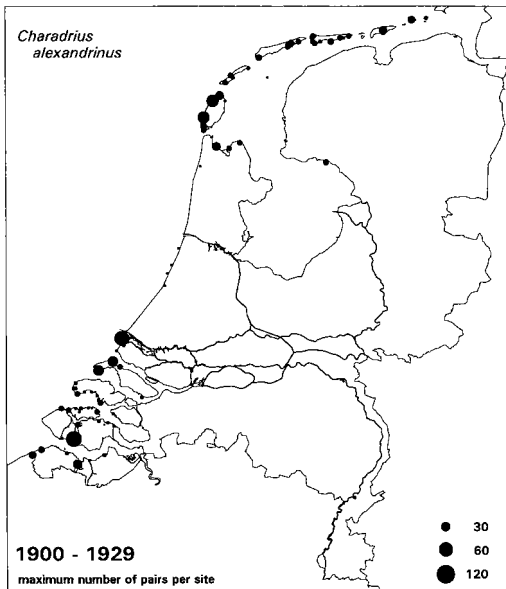 Charadrius
alexandrinus
1900 - 1929
maximum number of pairs per site
30
60
120